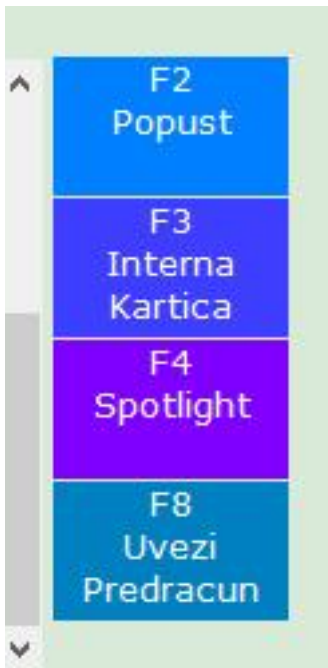 F2
Popust
F3
Interna
Kartica
F4
Spotlight
F8
Uvezi
Predracun